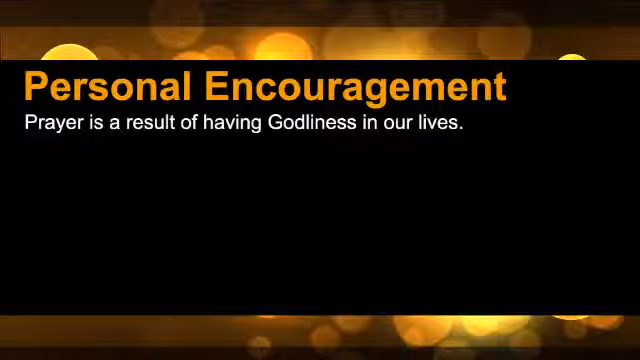 Personal Encouragement
Prayer is a result of having Godliness in our lives.